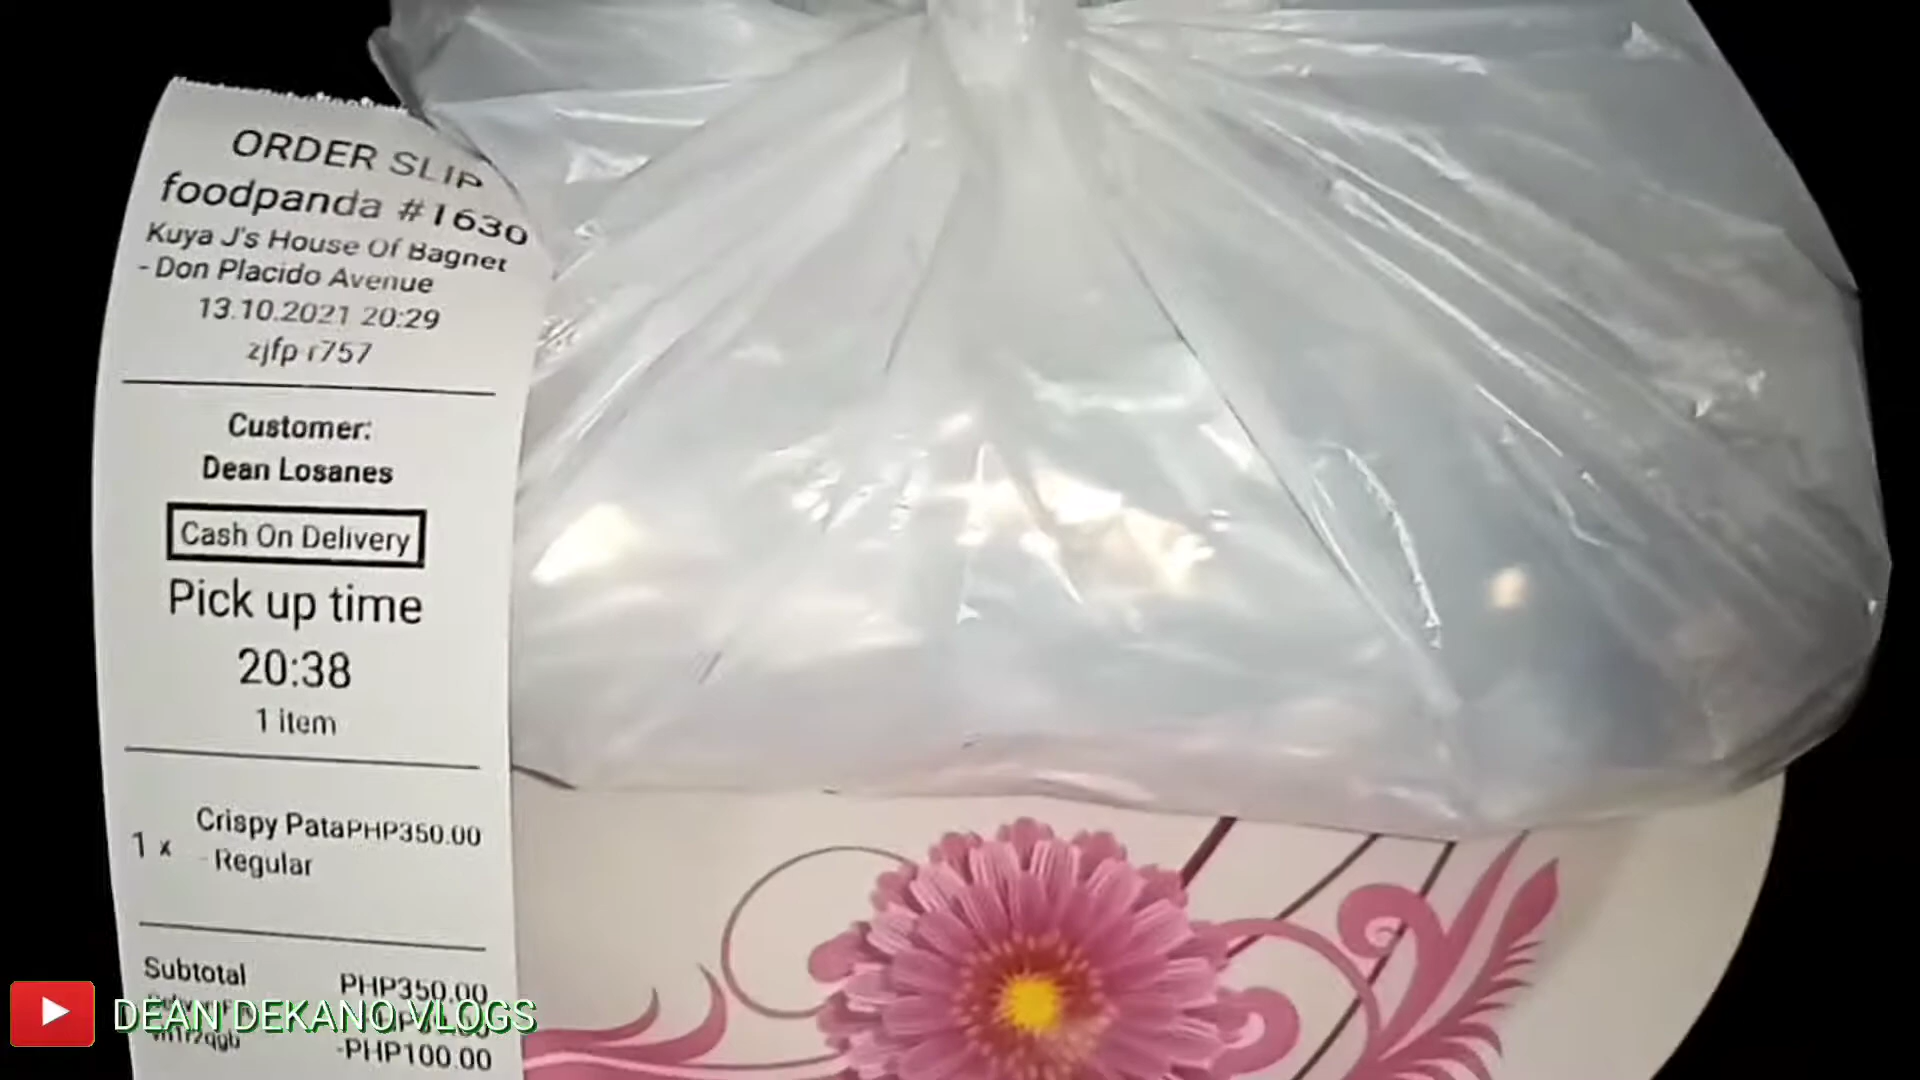 ORDER SLIP
foodpanda #1630
Kuya J's House Of Bagnet
- Don Placido Avenue
13.10.2021 20:29
zjfp-r757
Customer:
Dean Losanes
Cash On Delivery
Pick up time
20:38
1 item
1 x Crispy Pata PHP350.00
- Regular
Subtotal PHP350.00
DEAN DEKANO VLOGS
-PHP100.00